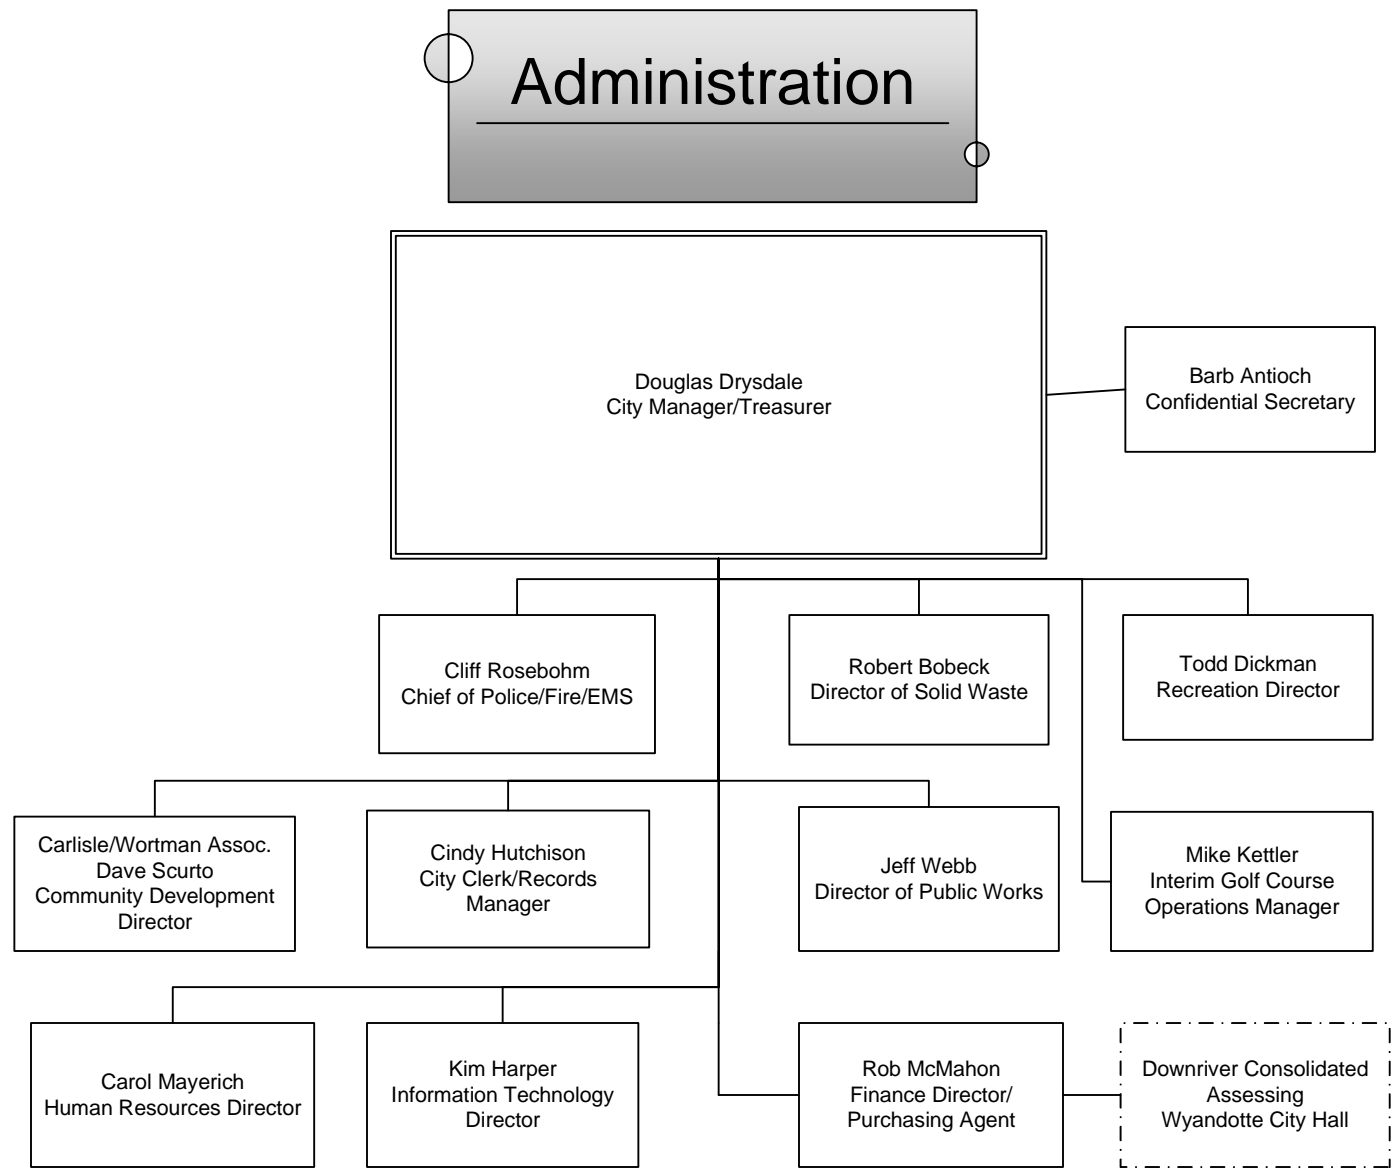 Administration
Douglas Drysdale
City Manager/Treasurer
Barb Antioch
Confidential Secretary
Cliff Rosebohm
Chief of Police/Fire/EMS
Robert Bobeck
Director of Solid Waste
Todd Dickman
Recreation Director
Carlisle/Wortman Assoc.
Dave Scurto
Community Development
Director
Cindy Hutchison
City Clerk/Records
Manager
Jeff Webb
Director of Public Works
Mike Kettler
Interim Golf Course
Operations Manager
Carol Mayerich
Human Resources Director
Kim Harper
Information Technology
Director
Rob McMahon
Finance Director/
Purchasing Agent
Downriver Consolidated
Assessing
Wyandotte City Hall